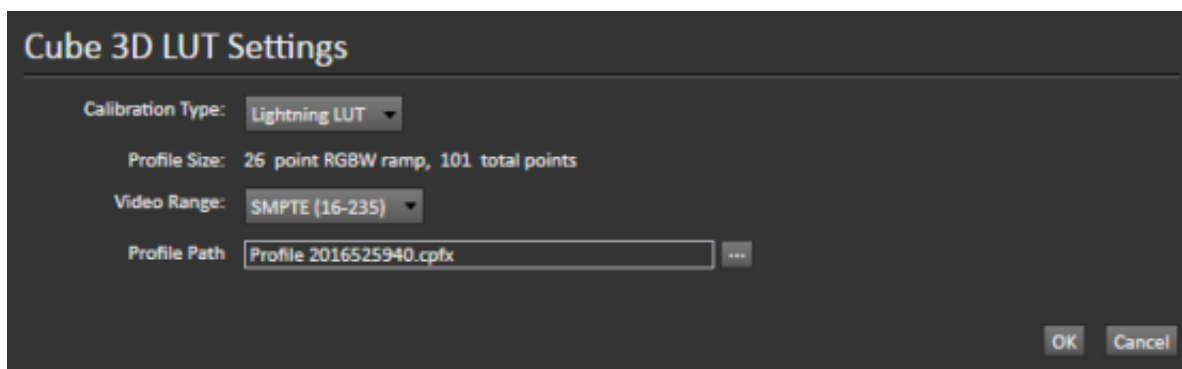 Cube 3D LUT Settings
Calibration Type: Lightning LUT
Profile Size: 26 point RGBW ramp, 101 total points
Video Range: SMPTE (16-235)
Profile Path Profile 2016525940.cpfx ...
OK Cancel